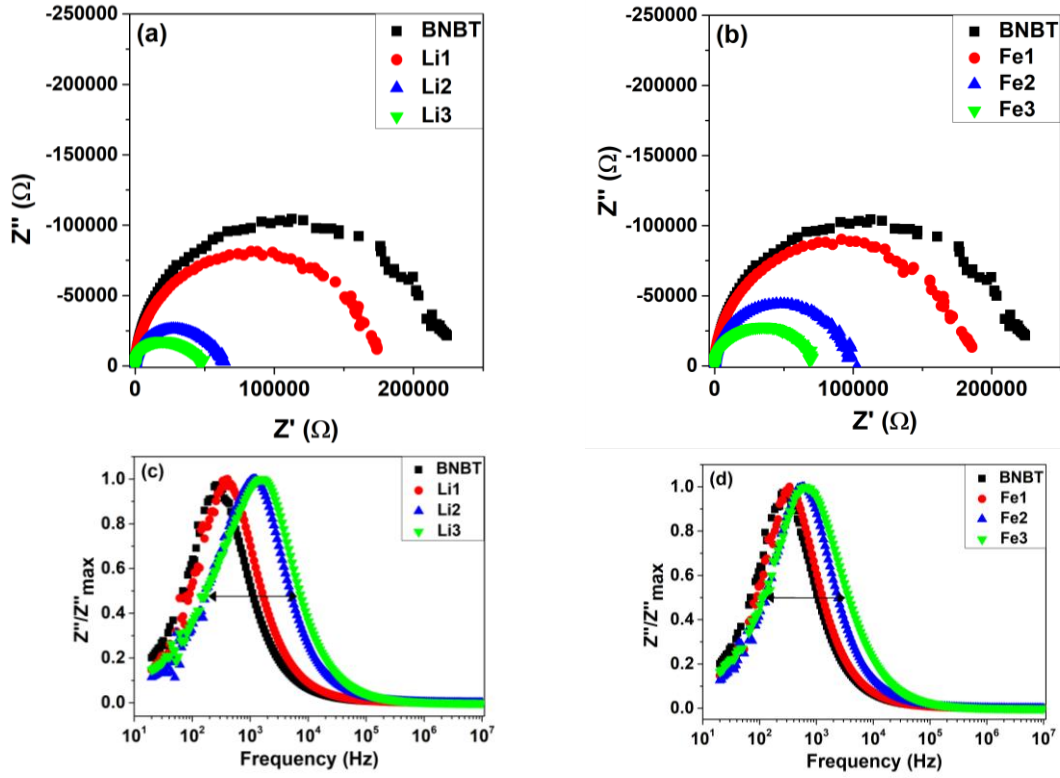 (a)
BNBT
Li1
Li2
Li3
-250000
-200000
-150000
-100000
-50000
0
Z'' (Ω)
0 100000 200000
Z' (Ω)
(b)
BNBT
Fe1
Fe2
Fe3
-250000
-200000
-150000
-100000
-50000
0
Z'' (Ω)
0 100000 200000
Z' (Ω)
(c)
BNBT
Li1
Li2
Li3
1.0
0.8
0.6
0.4
0.2
0.0
Z''/Z''max
10¹ 10² 10³ 10⁴ 10⁵ 10⁶ 10⁷
Frequency (Hz)
(d)
BNBT
Fe1
Fe2
Fe3
1.0
0.8
0.6
0.4
0.2
0.0
Z''/Z''max
10¹ 10² 10³ 10⁴ 10⁵ 10⁶ 10⁷
Frequency (Hz)